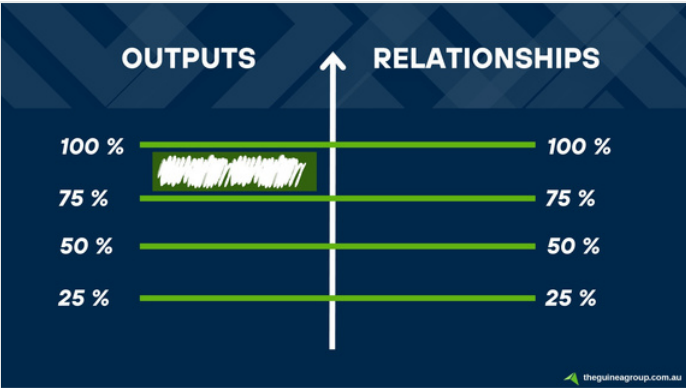 OUTPUTS RELATIONSHIPS
100 % 100 %
75 % 75 %
50 % 50 %
25 % 25 %
theguineagroup.com.au